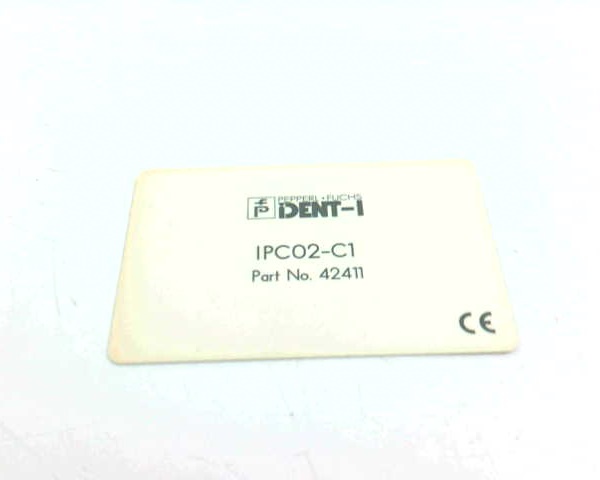 PEPPERL+FUCHS
IDENT-I
IPC02-C1
Part No. 42411
CE